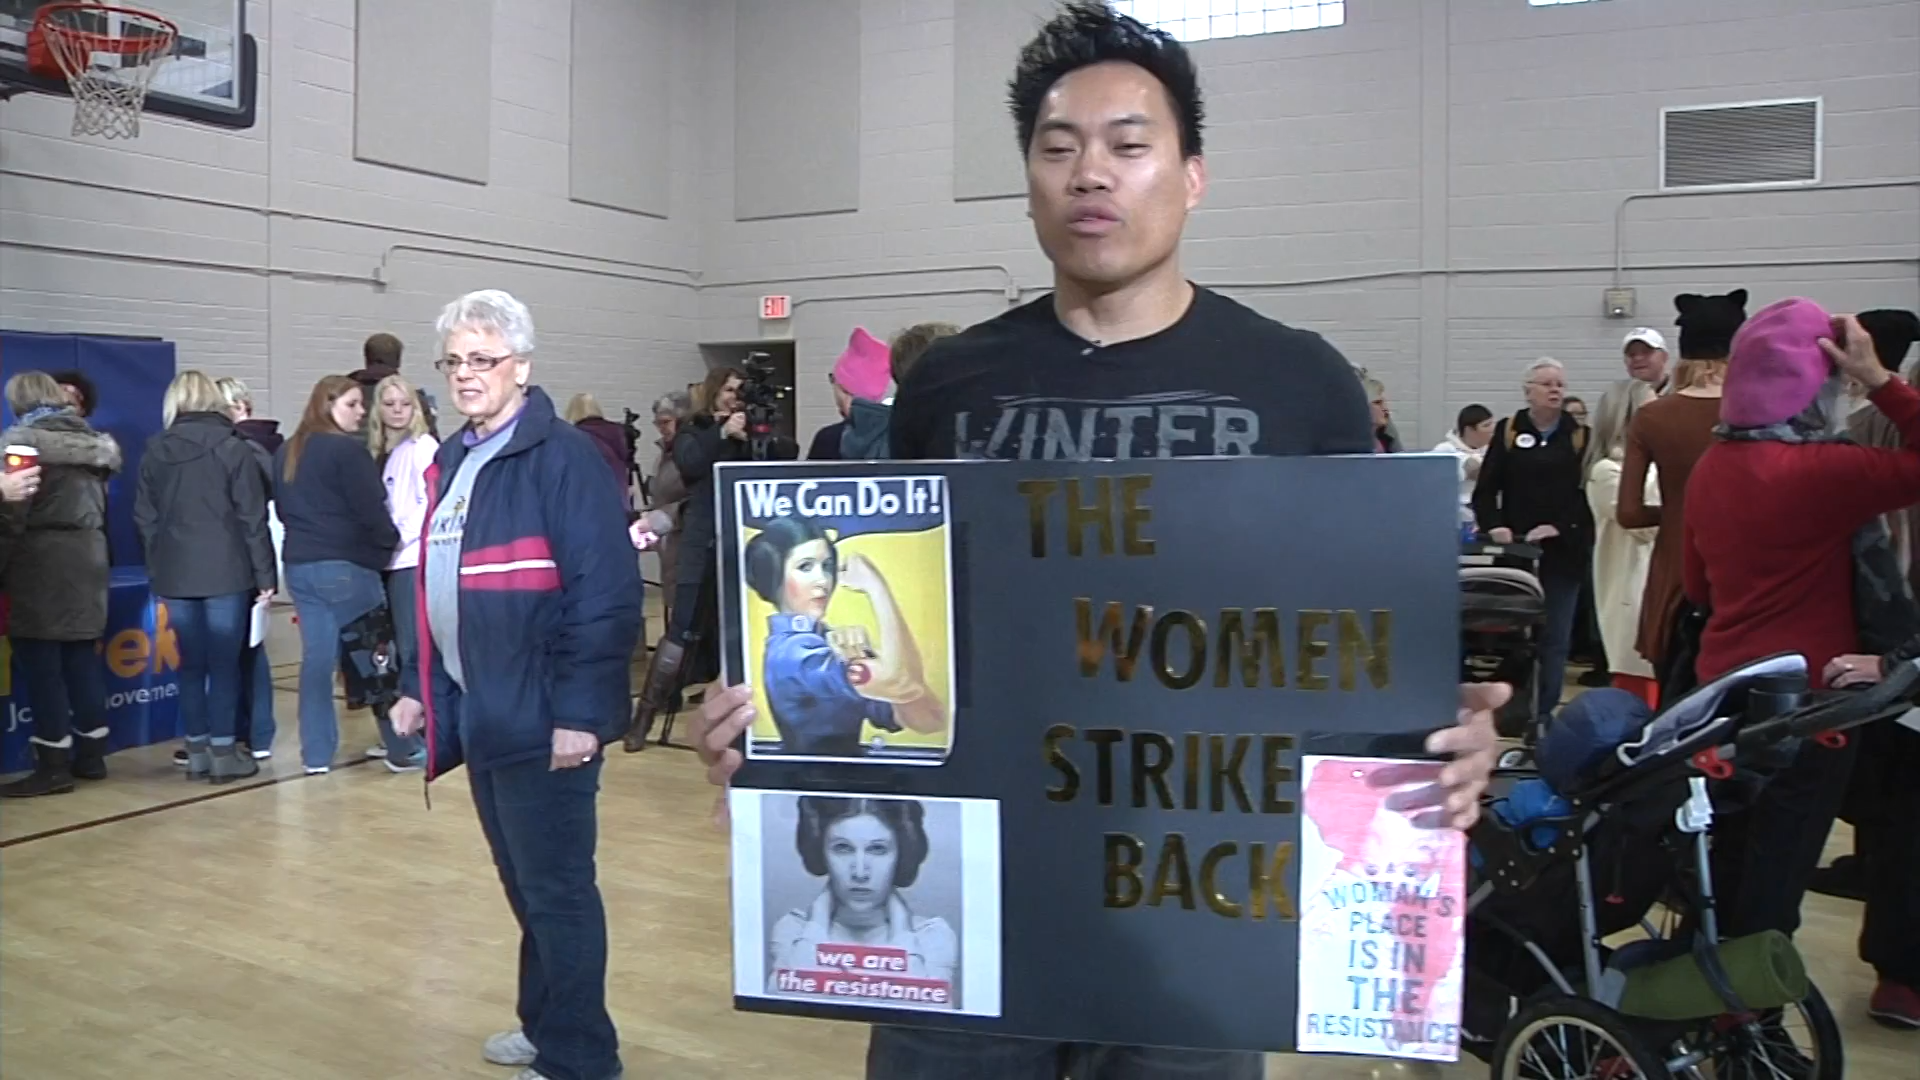 EXIT
WINTER
We Can Do It!
THE
WOMEN
STRIKE
BACK
we are
the resistance
WOMAN'S
PLACE
IS IN
THE
RESISTANCE